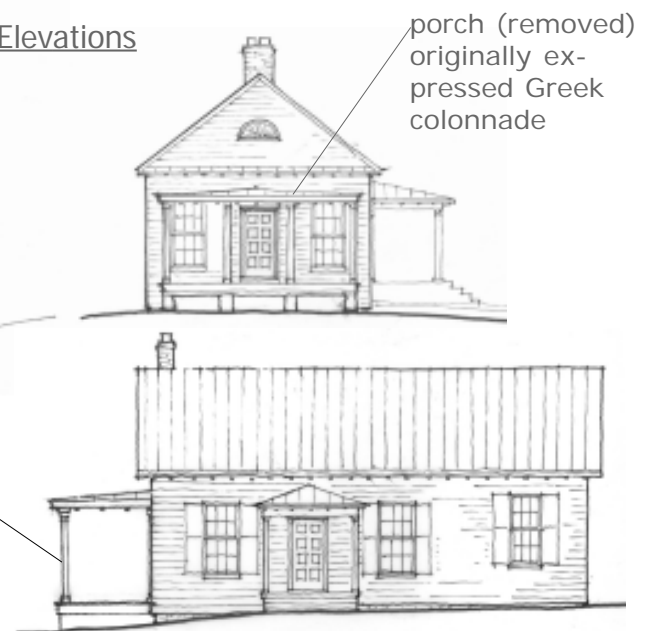 Elevations
porch (removed)
originally ex-
pressed Greek
colonnade